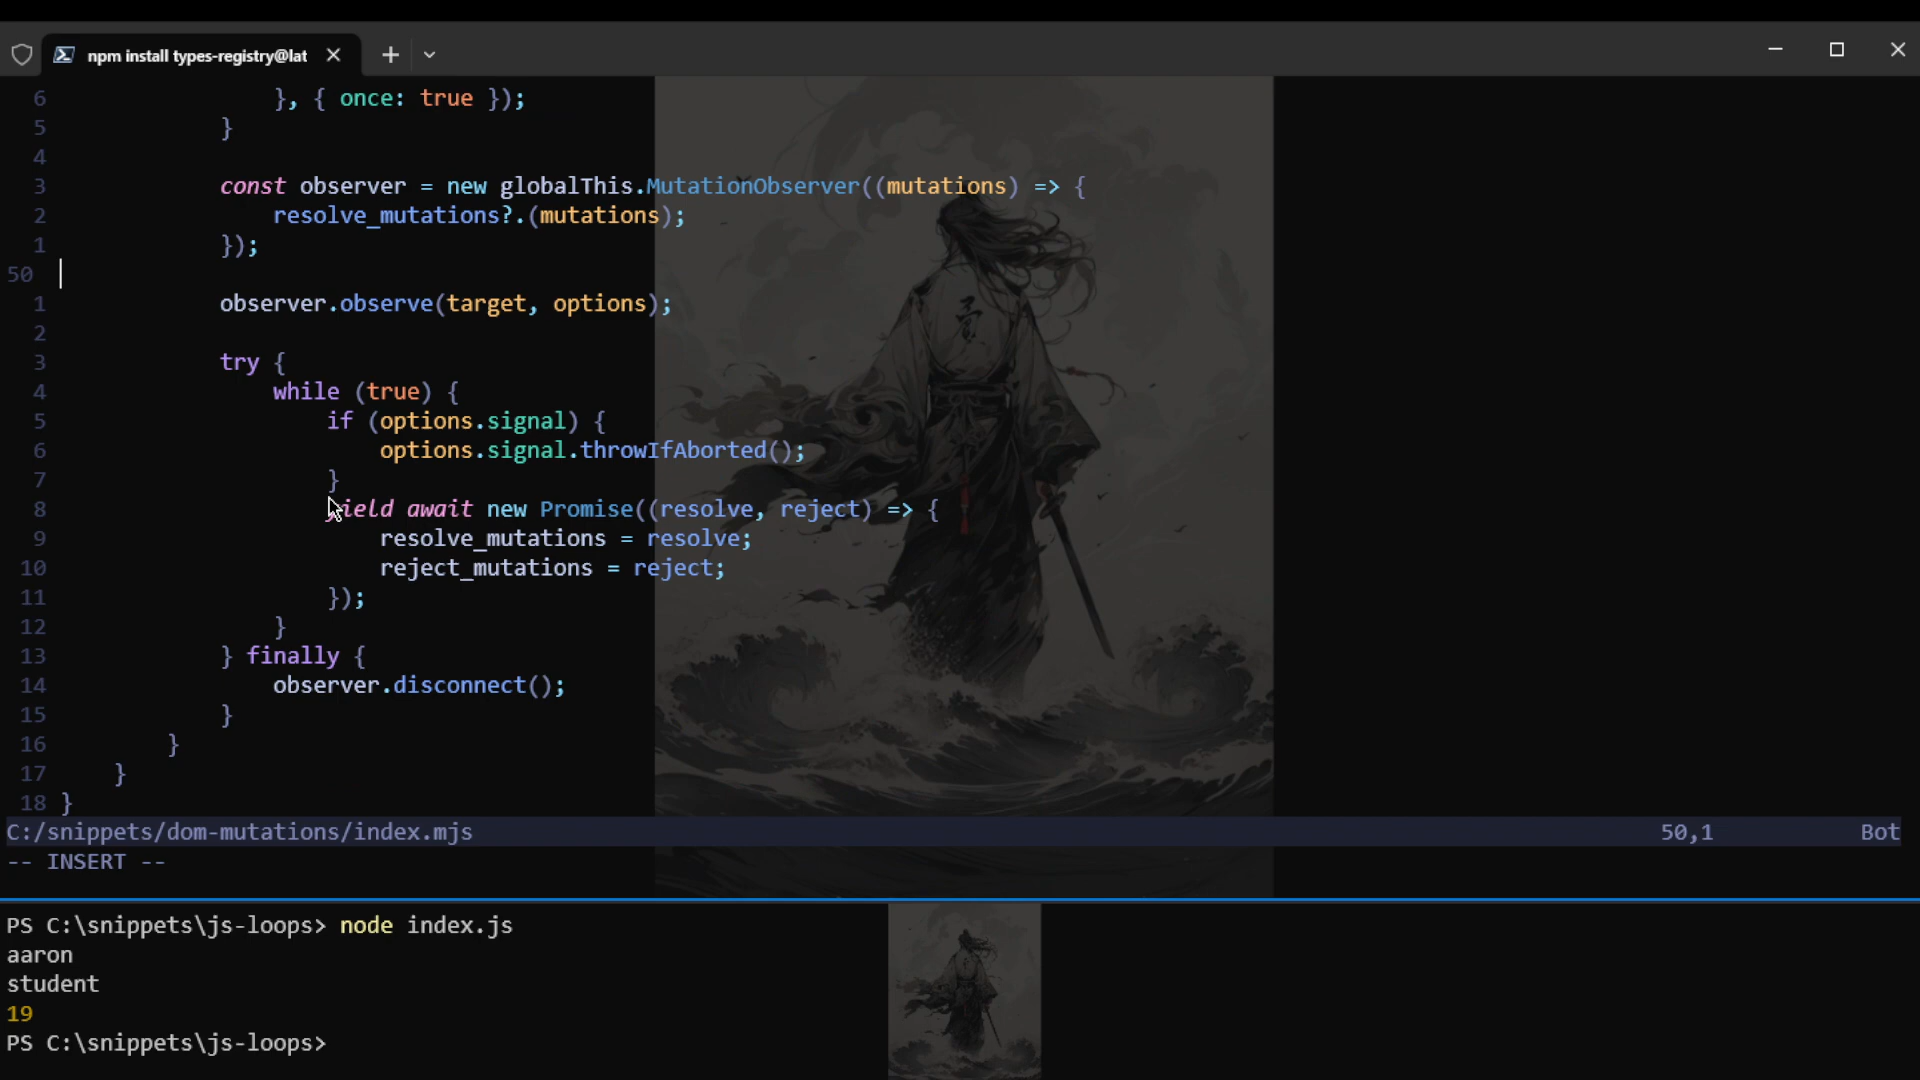 npm install types-registry@lat
6 }, { once: true });
5 }
4
3 const observer = new globalThis.MutationObserver((mutations) => {
2 resolve_mutations?.(mutations);
1 });
50
1 observer.observe(target, options);
2
3 try {
4 while (true) {
5 if (options.signal) {
6 options.signal.throwIfAborted();
7 }
8 yield await new Promise((resolve, reject) => {
9 resolve_mutations = resolve;
10 reject_mutations = reject;
11 });
12 }
13 } finally {
14 observer.disconnect();
15 }
16 }
17 }
18 }
C:/snippets/dom-mutations/index.mjs 50,1 Bot
-- INSERT --
PS C:\snippets\js-loops> node index.js
aaron
student
19
PS C:\snippets\js-loops>